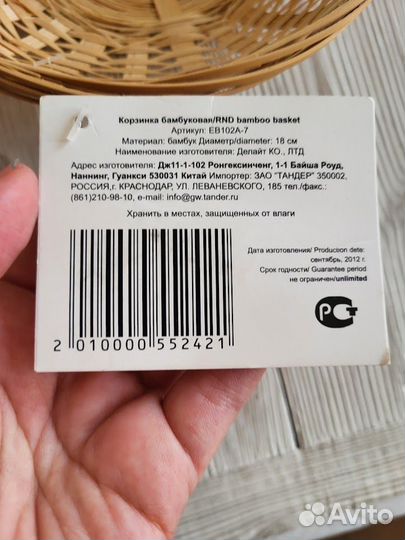 Корзинка бамбуковая/RND bamboo basket
Артикул: EB102A-7
Материал: бамбук Диаметр/diameter: 18 см
Наименование изготовителя: Делайт КО., ЛТД
Адрес изготовителя: Дж11-1-102 Ронгексинченг, 1-1 Байша Роуд,
Наннинг, Гуанкси 530031 Китай Импортер: ЗАО "ТАНДЕР" 350002,
РОССИЯ,г. КРАСНОДАР, УЛ. ЛЕВАНЕВСКОГО, 185 тел./факс.:
(861)210-98-10, e-mail: info@gw.tander.ru
Хранить в местах, защищенных от влаги
Дата изготовления/ Production dete:
сентябрь, 2012 г.
Срок годности/ Guarantee period
не ограничен/unlimited
2 010000 552421
РСТ
Avito